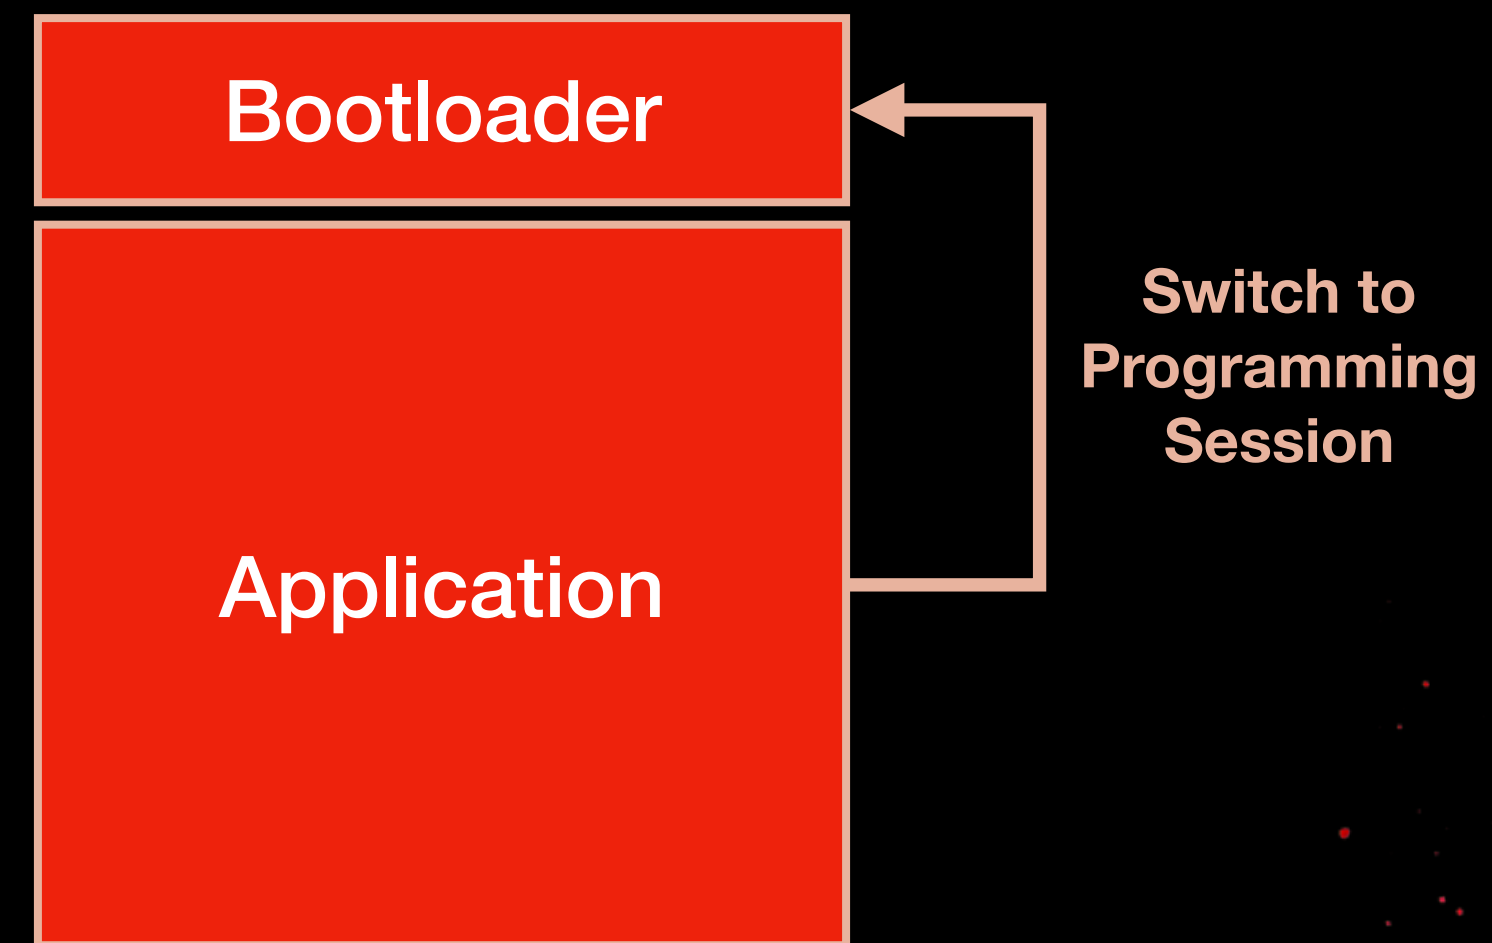 Bootloader
Switch to
Programming
Session
Application